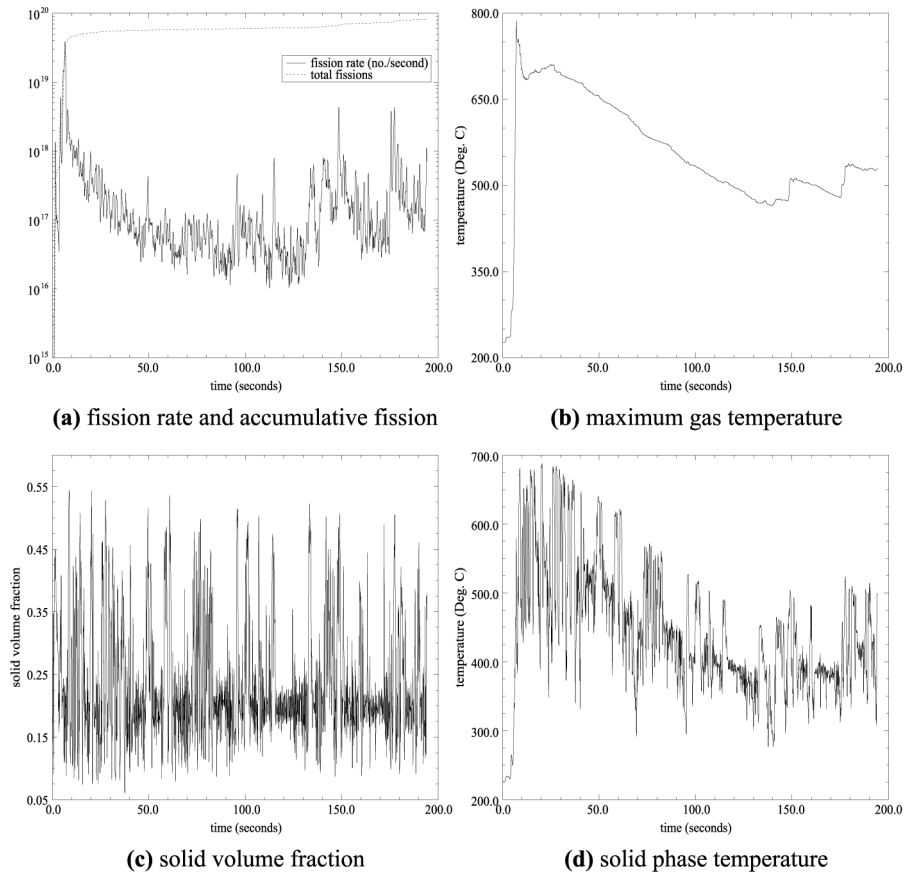 10^20
10^19
10^18
10^17
10^16
10^15
fission rate (no./second)
total fissions
0.0 50.0 100.0 150.0 200.0
time (seconds)
(a) fission rate and accumulative fission
800.0
650.0
500.0
350.0
200.0
temperature (Deg. C)
0.0 50.0 100.0 150.0 200.0
time (seconds)
(b) maximum gas temperature
0.55
0.45
0.35
0.25
0.15
0.05
solid volume fraction
0.0 50.0 100.0 150.0 200.0
time (seconds)
(c) solid volume fraction
700.0
600.0
500.0
400.0
300.0
200.0
temperature (Deg. C)
0.0 50.0 100.0 150.0 200.0
time (seconds)
(d) solid phase temperature